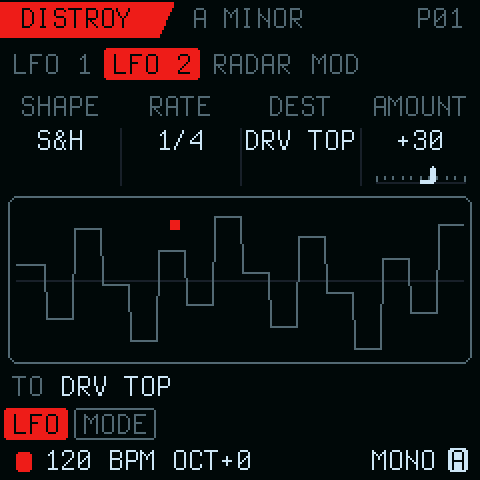 DISTROY A MINOR P01
LFO 1 LFO 2 RADAR MOD
SHAPE RATE DEST AMOUNT
S&H 1/4 DRV TOP +30
TO DRV TOP
LFO MODE
120 BPM OCT+0 MONO A